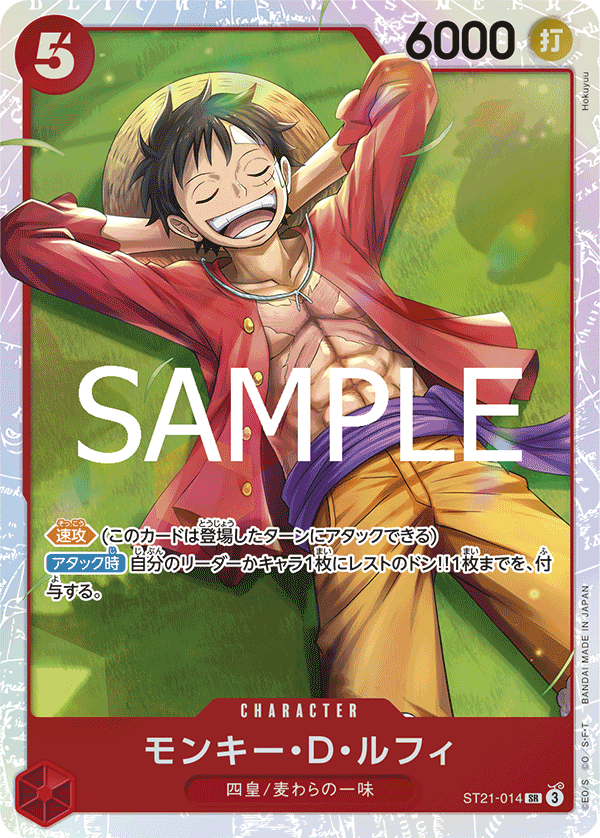 5
6000 打
Hokuyuu
SAMPLE
速攻 (このカードは登場したターンにアタックできる)
アタック時 自分のリーダーかキャラ1枚にレストのドン!!1枚までを、付
与する。
CHARACTER
モンキー・D・ルフィ
四皇/麦わらの一味
ST21-014 SR 3
©EO/S ©O/S・F・T BANDAI MADE IN JAPAN